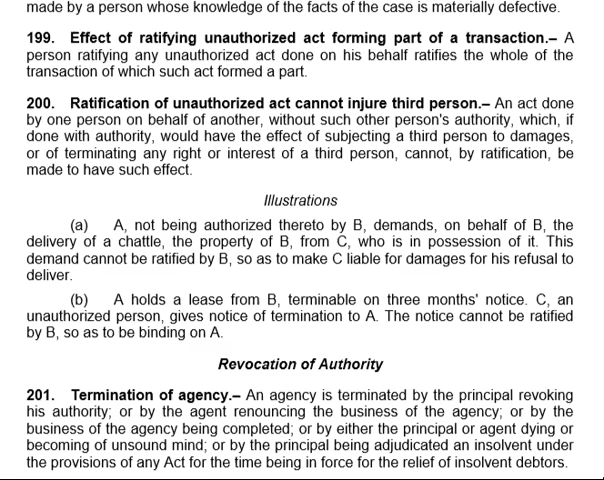 made by a person whose knowledge of the facts of the case is materially defective.
199. Effect of ratifying unauthorized act forming part of a transaction.– A
person ratifying any unauthorized act done on his behalf ratifies the whole of the
transaction of which such act formed a part.
200. Ratification of unauthorized act cannot injure third person.– An act done
by one person on behalf of another, without such other person's authority, which, if
done with authority, would have the effect of subjecting a third person to damages,
or of terminating any right or interest of a third person, cannot, by ratification, be
made to have such effect.
Illustrations
(a) A, not being authorized thereto by B, demands, on behalf of B, the
delivery of a chattle, the property of B, from C, who is in possession of it. This
demand cannot be ratified by B, so as to make C liable for damages for his refusal to
deliver.
(b) A holds a lease from B, terminable on three months' notice. C, an
unauthorized person, gives notice of termination to A. The notice cannot be ratified
by B, so as to be binding on A.
Revocation of Authority
201. Termination of agency.– An agency is terminated by the principal revoking
his authority; or by the agent renouncing the business of the agency; or by the
business of the agency being completed; or by either the principal or agent dying or
becoming of unsound mind; or by the principal being adjudicated an insolvent under
the provisions of any Act for the time being in force for the relief of insolvent debtors.